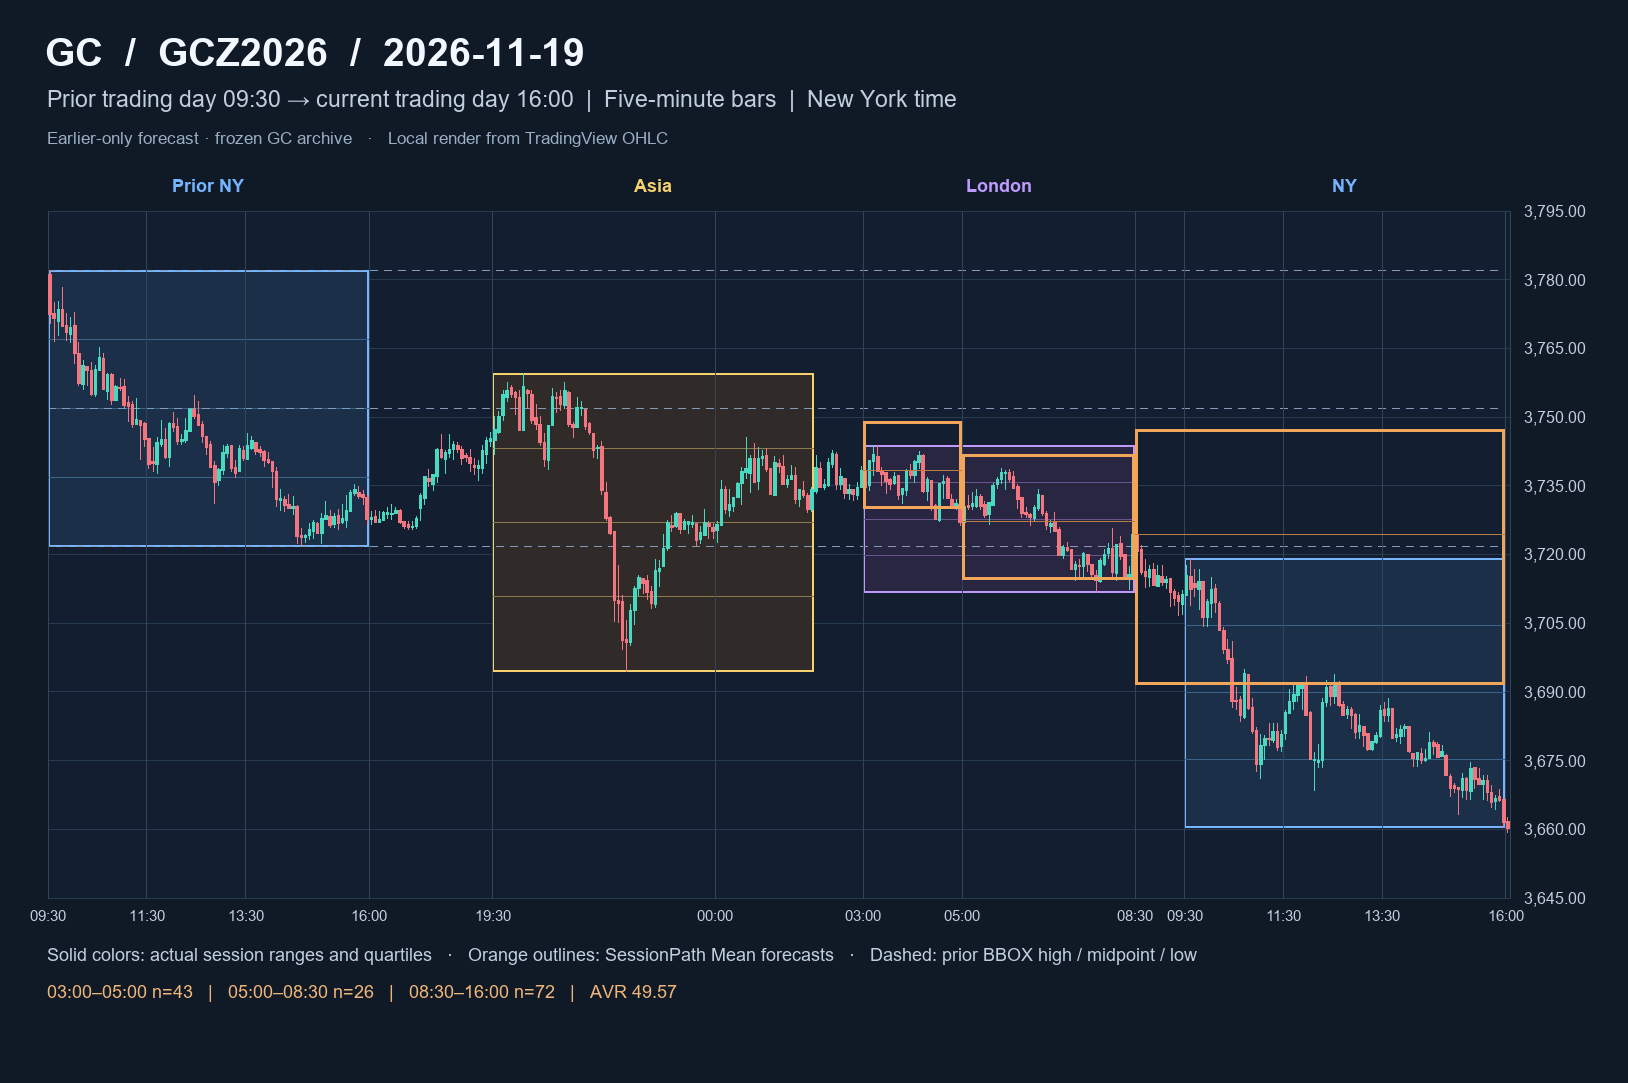 GC / GCZ2026 / 2026-11-19
Prior trading day 09:30 → current trading day 16:00 | Five-minute bars | New York time
Earlier-only forecast · frozen GC archive · Local render from TradingView OHLC
Prior NY
Asia
London
NY
3,795.00
3,780.00
3,765.00
3,750.00
3,735.00
3,720.00
3,705.00
3,690.00
3,675.00
3,660.00
3,645.00
09:30 11:30 13:30 16:00 19:30 00:00 03:00 05:00 08:30 09:30 11:30 13:30 16:00
Solid colors: actual session ranges and quartiles · Orange outlines: SessionPath Mean forecasts · Dashed: prior BBOX high / midpoint / low
03:00–05:00 n=43 | 05:00–08:30 n=26 | 08:30–16:00 n=72 | AVR 49.57